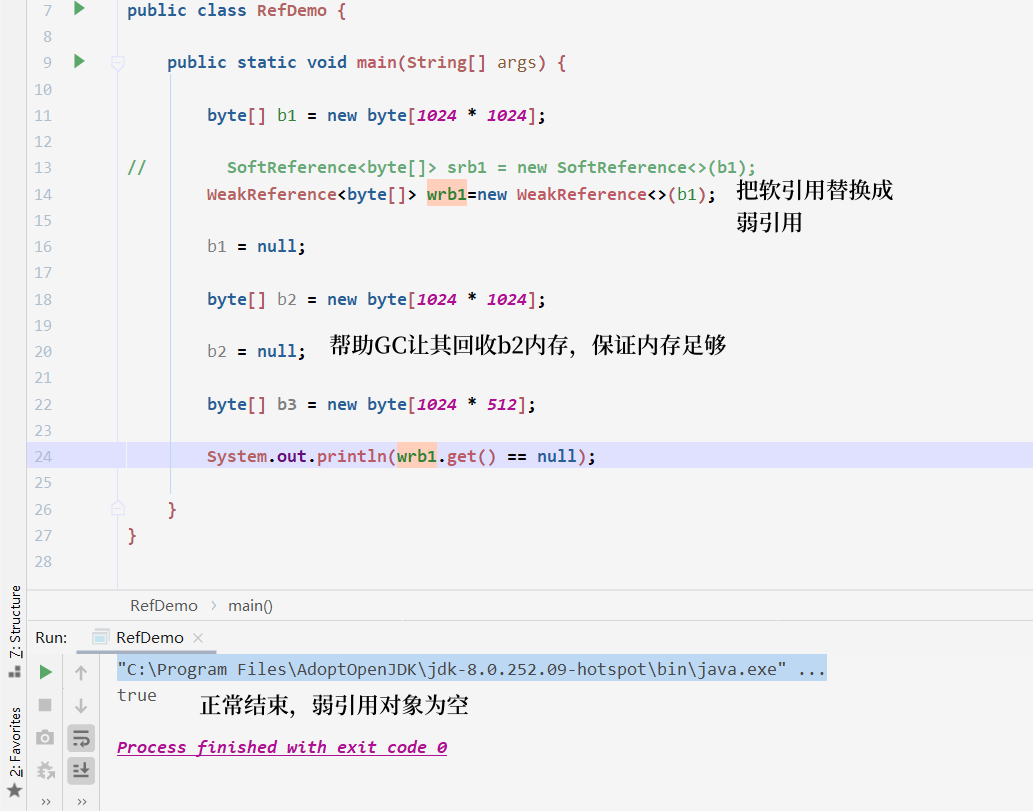 7 public class RefDemo {
8
9 public static void main(String[] args) {
10
11 byte[] b1 = new byte[1024 * 1024];
12
13 // SoftReference<byte[]> srb1 = new SoftReference<>(b1);
14 WeakReference<byte[]> wrb1=new WeakReference<>(b1); 把软引用替换成
15 弱引用
16 b1 = null;
17
18 byte[] b2 = new byte[1024 * 1024];
19
20 b2 = null; 帮助GC让其回收b2内存，保证内存足够
21
22 byte[] b3 = new byte[1024 * 512];
23
24 System.out.println(wrb1.get() == null);
25
26 }
27 }
28
7: Structure
2: Favorites
RefDemo > main()
Run: RefDemo ×
"C:\Program Files\AdoptOpenJDK\jdk-8.0.252.09-hotspot\bin\java.exe" ...
true 正常结束，弱引用对象为空
Process finished with exit code 0
>> >>